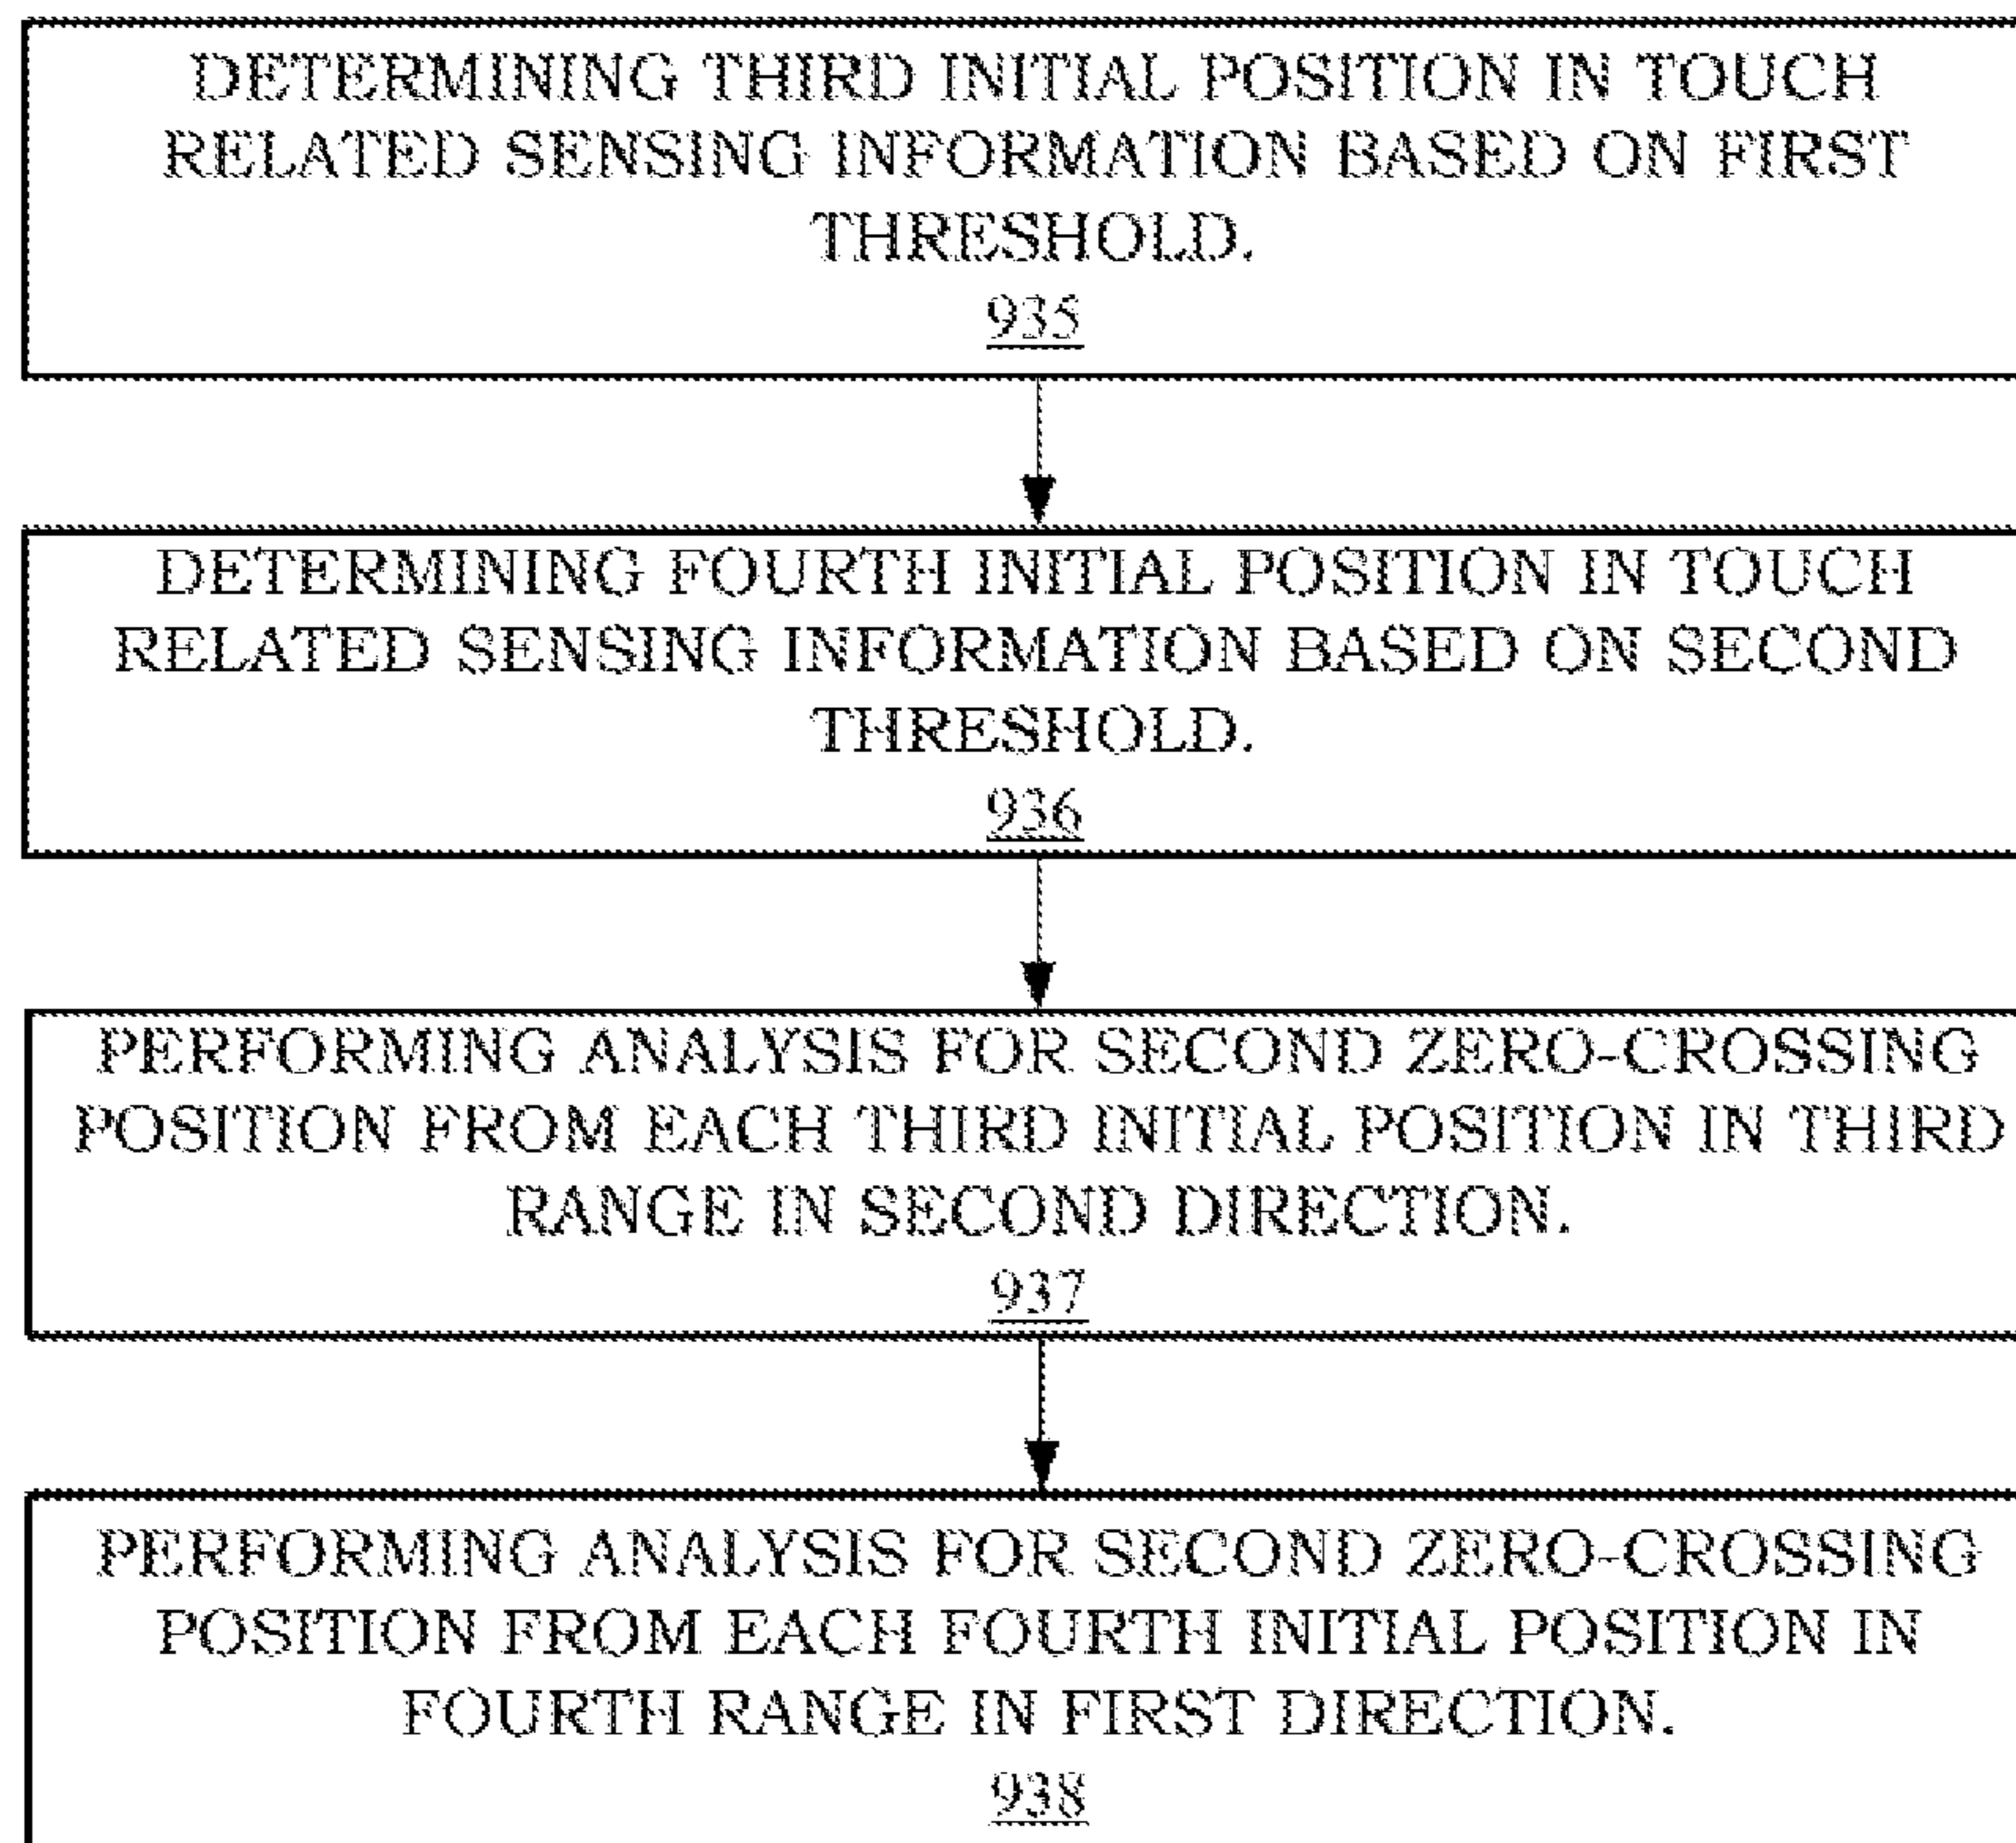 DETERMINING THIRD INITIAL POSITION IN TOUCH
RELATED SENSING INFORMATION BASED ON FIRST
THRESHOLD.
935
DETERMINING FOURTH INITIAL POSITION IN TOUCH
RELATED SENSING INFORMATION BASED ON SECOND
THRESHOLD.
936
PERFORMING ANALYSIS FOR SECOND ZERO-CROSSING
POSITION FROM EACH THIRD INITIAL POSITION IN THIRD
RANGE IN SECOND DIRECTION.
937
PERFORMING ANALYSIS FOR SECOND ZERO-CROSSING
POSITION FROM EACH FOURTH INITIAL POSITION IN
FOURTH RANGE IN FIRST DIRECTION.
938